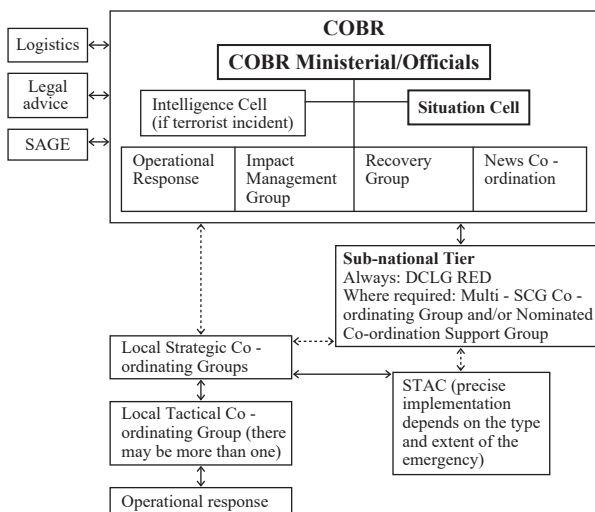 COBR
COBR Ministerial/Officials
Logistics
Legal
advice
SAGE
Intelligence Cell
(if terrorist incident)
Situation Cell
Operational
Response
Impact
Management
Group
Recovery
Group
News Co -
ordination
Sub-national Tier
Always: DCLG RED
Where required: Multi - SCG Co -
ordinating Group and/or Nominated
Co-ordination Support Group
Local Strategic Co -
ordinating Groups
STAC (precise
implementation
depends on the type
and extent of the
emergency)
Local Tactical Co -
ordinating Group (there
may be more than one)
Operational response